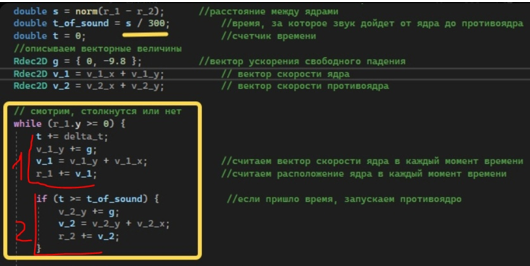 double s = norm(r_1 - r_2); //расстояние между ядрами
double t_of_sound = s / 300; //время, за которое звук дойдет от ядра до противоядра
double t = 0; //счетчик времени
//описываем векторные величины
Rdec2D g = { 0, -9.8 }; //вектор ускорения свободного падения
Rdec2D v_1 = v_1_x + v_1_y; // вектор скорости ядра
Rdec2D v_2 = v_2_x + v_2_y; // вектор скорости противоядра
// смотрим, столкнутся или нет
while (r_1.y >= 0) {
t += delta_t;
v_1_y += g;
1 v_1 = v_1_y + v_1_x; //считаем вектор скорости ядра в каждый момент времени
r_1 += v_1; //считаем расположение ядра в каждый момент времени
if (t >= t_of_sound) { //если пришло время, запускаем противоядро
v_2_y += g;
2 v_2 = v_2_y + v_2_x;
r_2 += v_2;
}